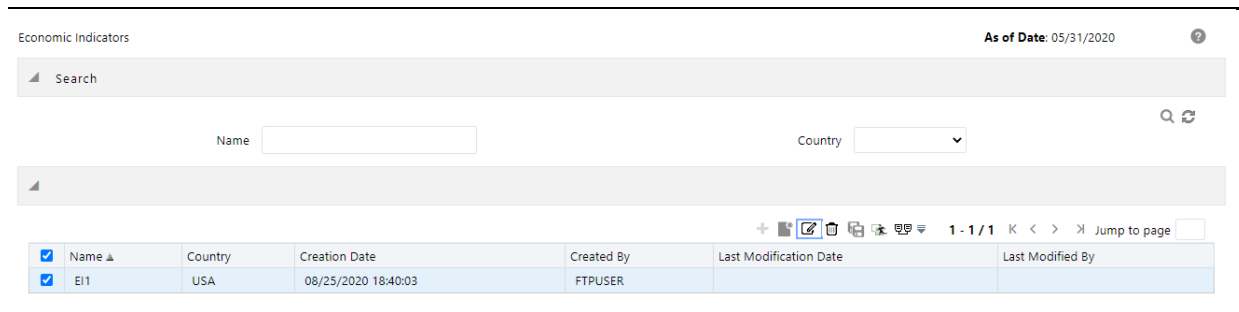 Economic Indicators As of Date: 05/31/2020
Search
Name Country
1 - 1 / 1 Jump to page
Name Country Creation Date Created By Last Modification Date Last Modified By
EI1 USA 08/25/2020 18:40:03 FTPUSER